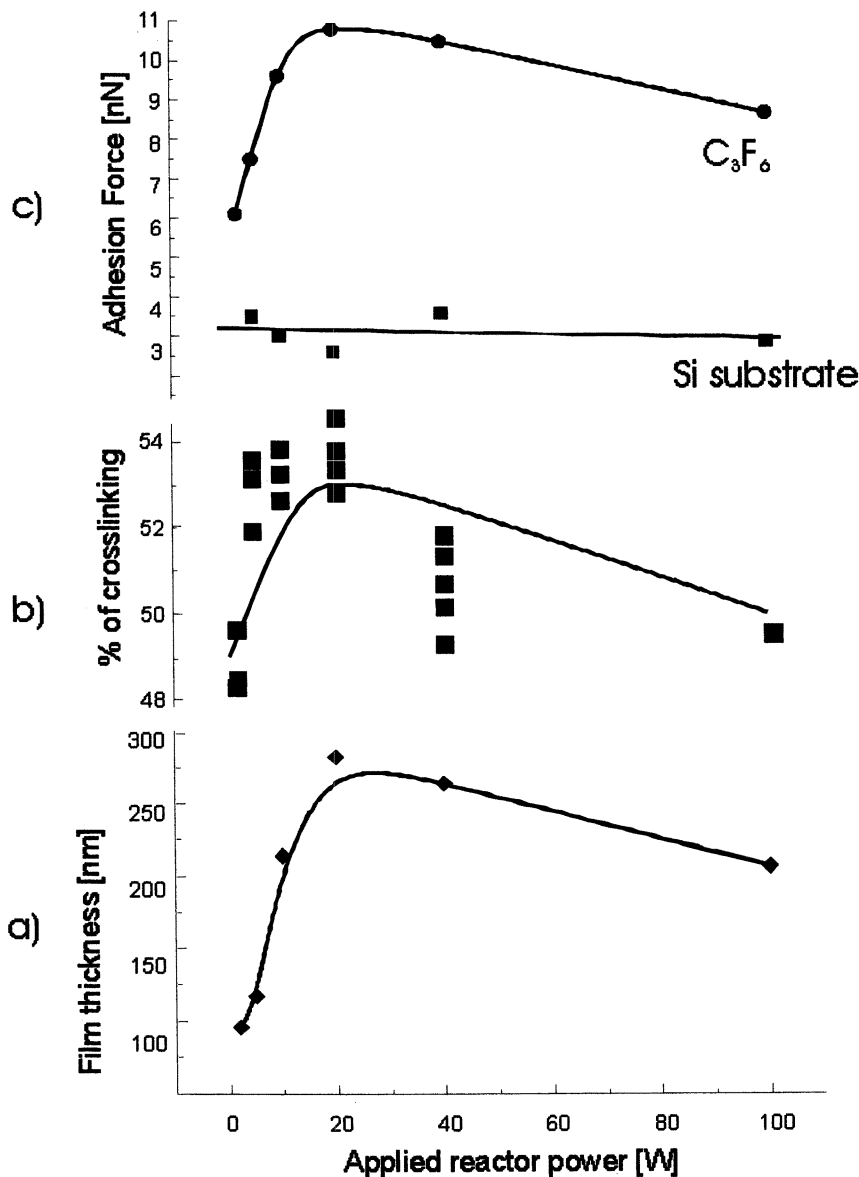 c)
Adhesion Force [nN]
11
10
9
8
7
6
5
4
3
C₃F₆
Si substrate
b)
% of crosslinking
54
52
50
48
a)
Film thickness [nm]
300
250
200
150
100
0 20 40 60 80 100
Applied reactor power [W]